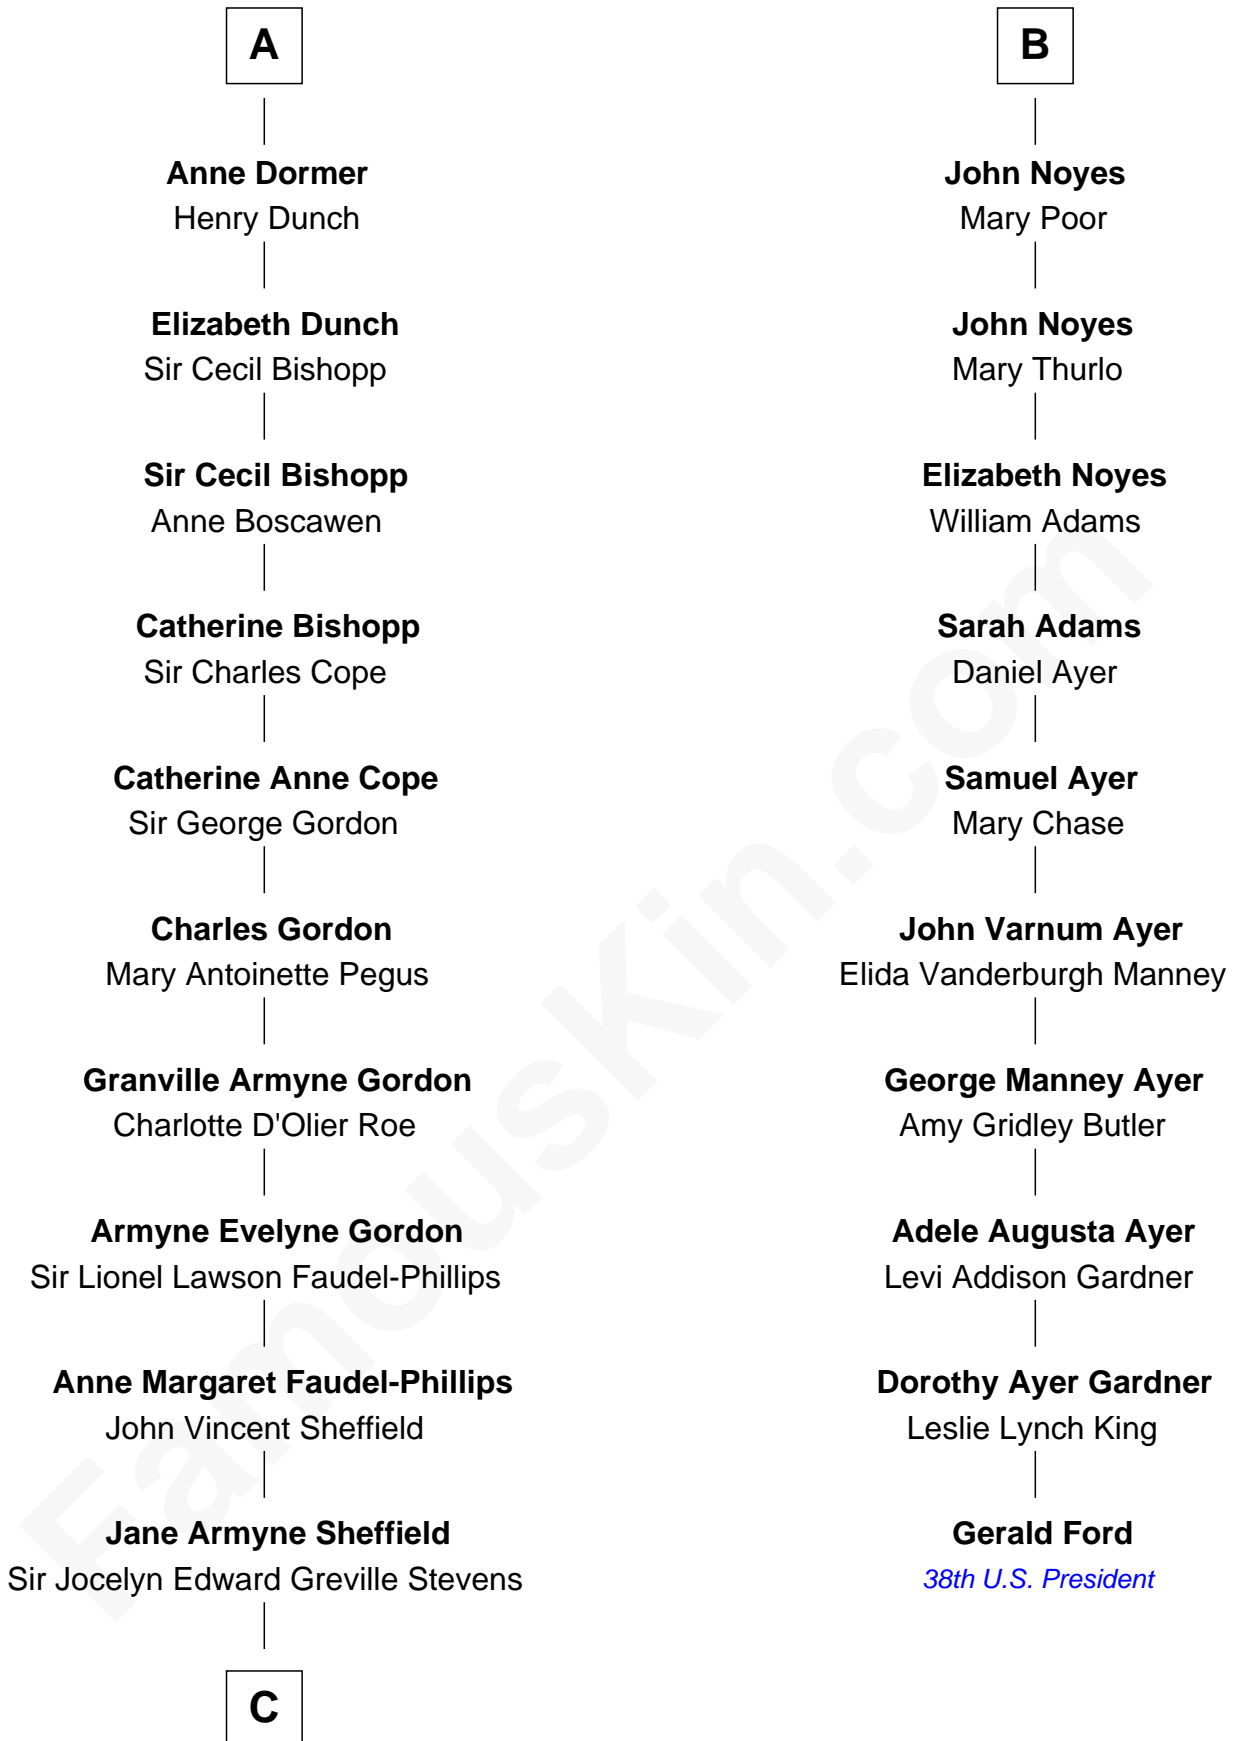 A
Anne Dormer
Henry Dunch
Elizabeth Dunch
Sir Cecil Bishopp
Sir Cecil Bishopp
Anne Boscawen
Catherine Bishopp
Sir Charles Cope
Catherine Anne Cope
Sir George Gordon
Charles Gordon
Mary Antoinette Pegus
Granville Armyne Gordon
Charlotte D'Olier Roe
Armyne Evelyne Gordon
Sir Lionel Lawson Faudel-Phillips
Anne Margaret Faudel-Phillips
John Vincent Sheffield
Jane Armyne Sheffield
Sir Jocelyn Edward Greville Stevens
C
B
John Noyes
Mary Poor
John Noyes
Mary Thurlo
Elizabeth Noyes
William Adams
Sarah Adams
Daniel Ayer
Samuel Ayer
Mary Chase
John Varnum Ayer
Elida Vanderburgh Manney
George Manney Ayer
Amy Gridley Butler
Adele Augusta Ayer
Levi Addison Gardner
Dorothy Ayer Gardner
Leslie Lynch King
Gerald Ford
38th U.S. President
FamousKin.com